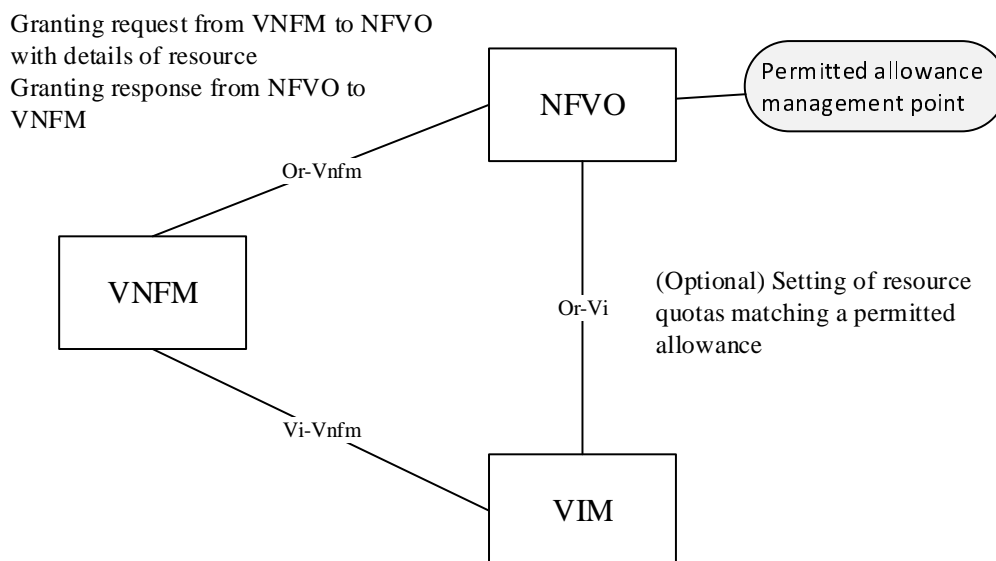 Granting request from VNFM to NFVO
with details of resource
Granting response from NFVO to
VNFM
NFVO
Permitted allowance
management point
Or-Vnfm
VNFM
(Optional) Setting of resource
quotas matching a permitted
allowance
Or-Vi
Vi-Vnfm
VIM